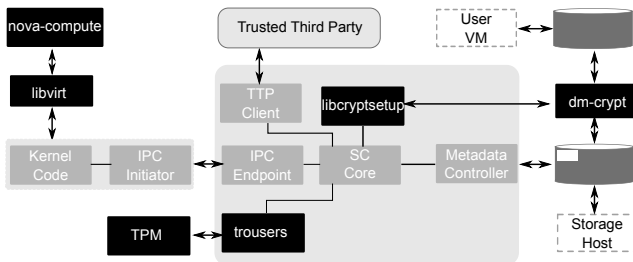 nova-compute
Trusted Third Party
User
VM
libvirt
TTP
Client
libcryptsetup
dm-crypt
Kernel
Code
IPC
Initiator
IPC
Endpoint
SC
Core
Metadata
Controller
TPM
trousers
Storage
Host